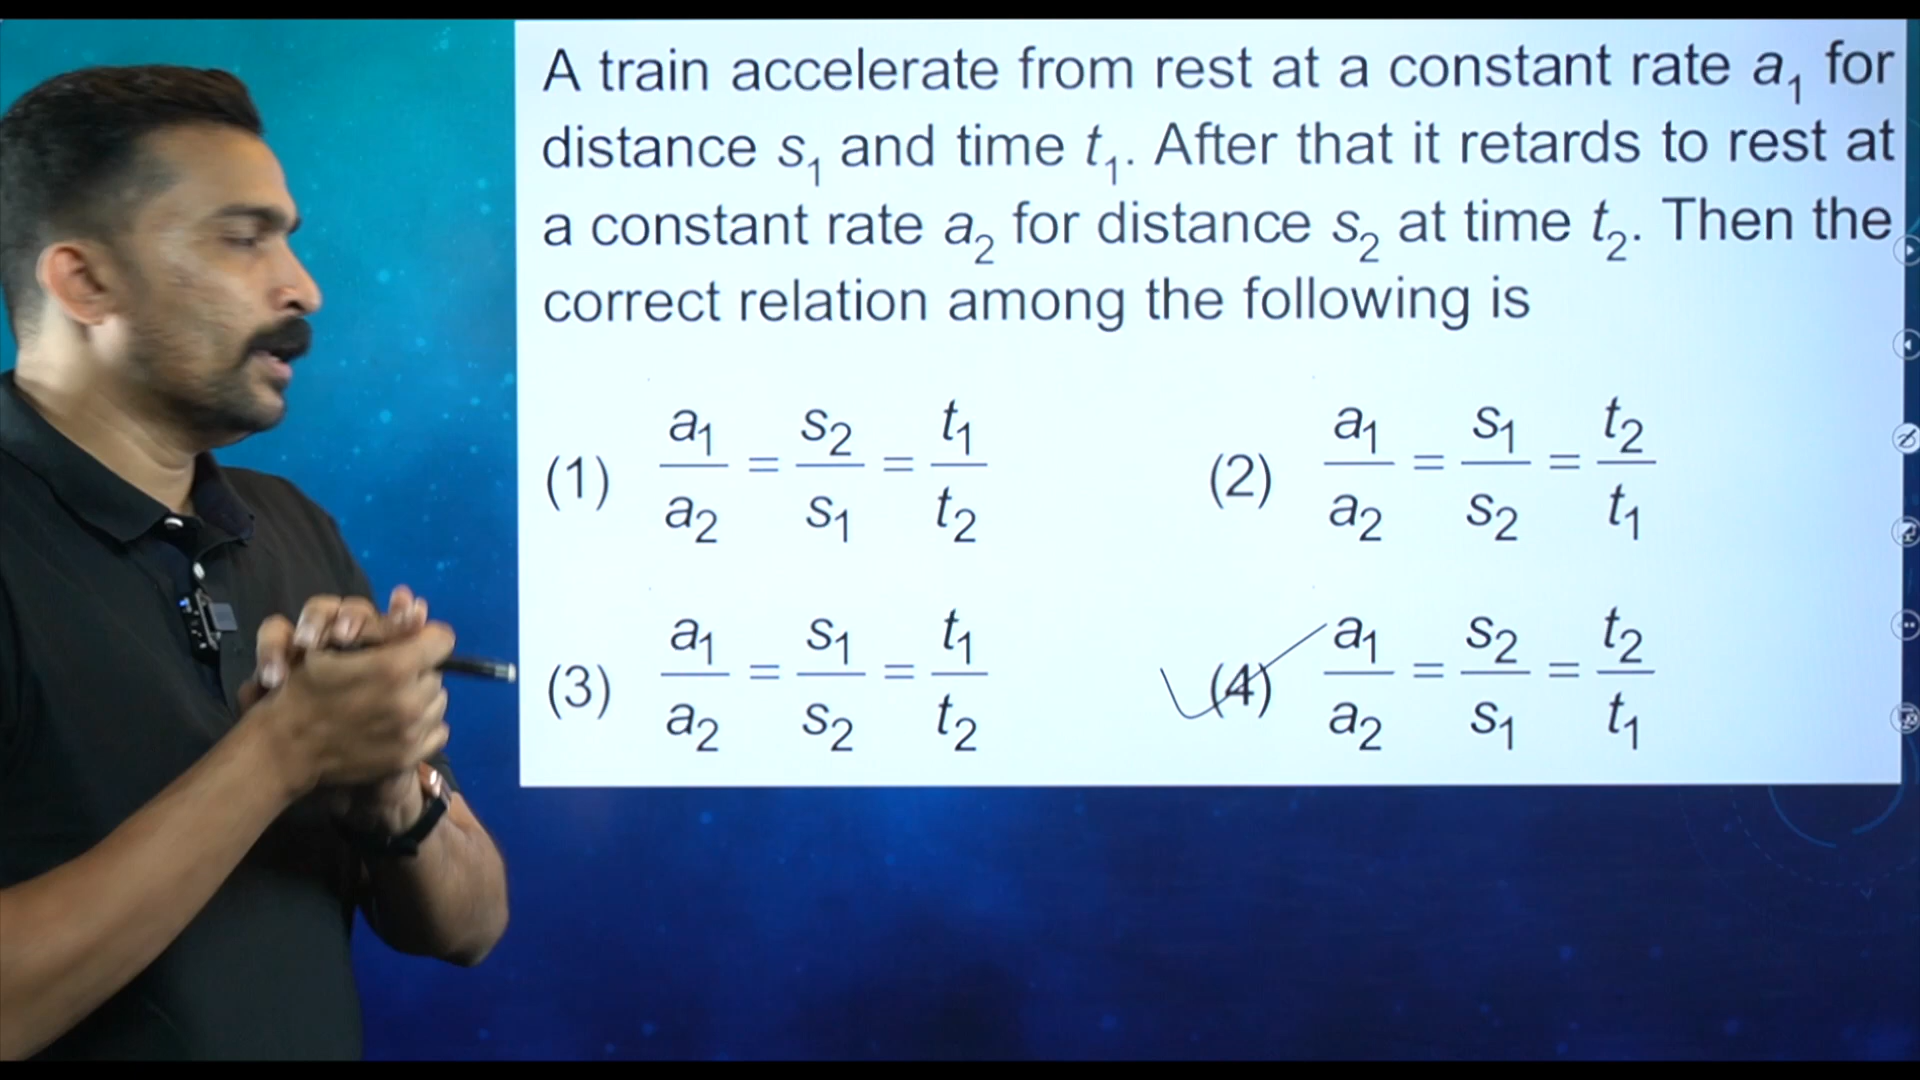 A train accelerate from rest at a constant rate a₁ for
distance s₁ and time t₁. After that it retards to rest at
a constant rate a₂ for distance s₂ at time t₂. Then the
correct relation among the following is
(1) a₁/a₂ = s₂/s₁ = t₁/t₂
(2) a₁/a₂ = s₁/s₂ = t₂/t₁
(3) a₁/a₂ = s₁/s₂ = t₁/t₂
(4) a₁/a₂ = s₂/s₁ = t₂/t₁